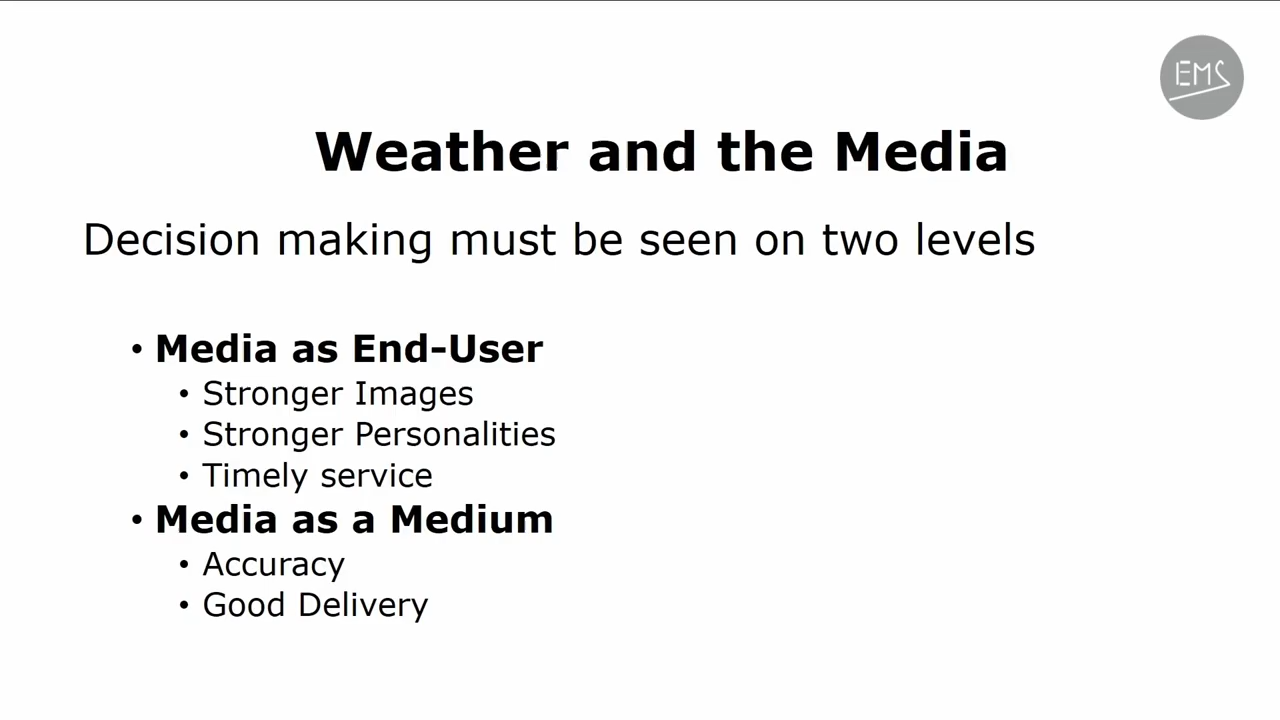 EMS
Weather and the Media
Decision making must be seen on two levels
• Media as End-User
• Stronger Images
• Stronger Personalities
• Timely service
• Media as a Medium
• Accuracy
• Good Delivery